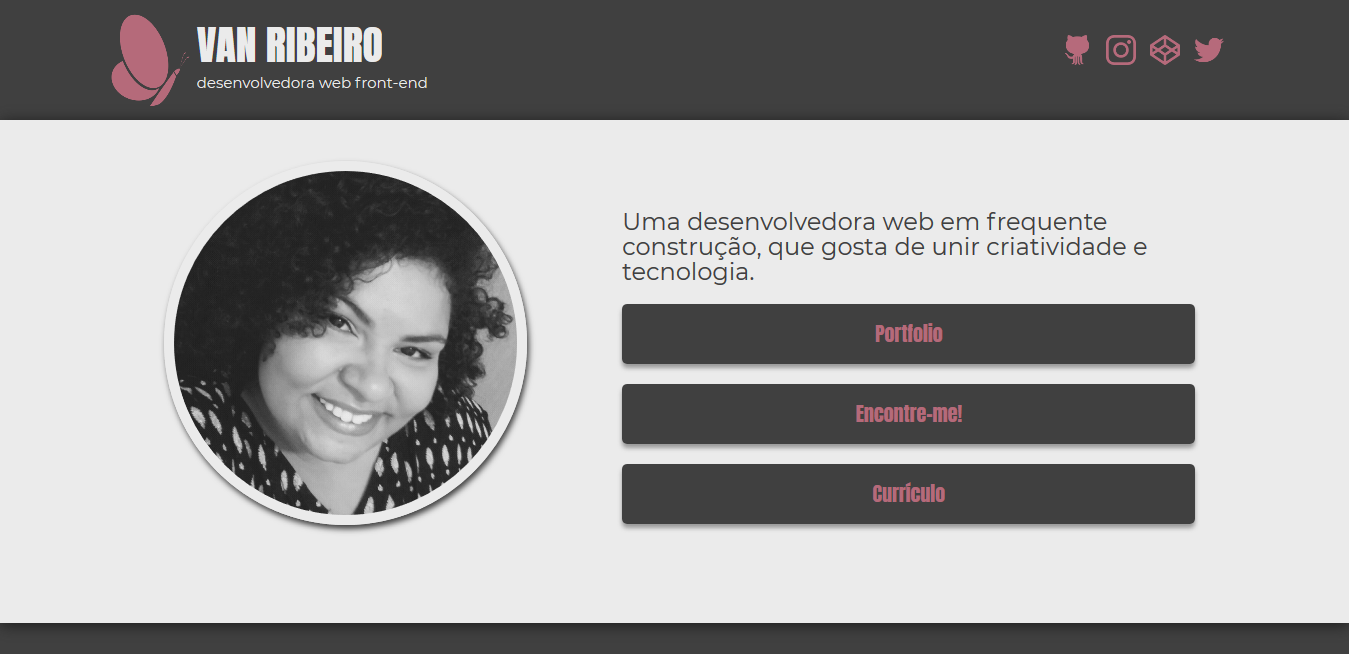 VAN RIBEIRO
desenvolvedora web front-end
Uma desenvolvedora web em frequente
construção, que gosta de unir criatividade e
tecnologia.
Portfolio
Encontre-me!
Currículo